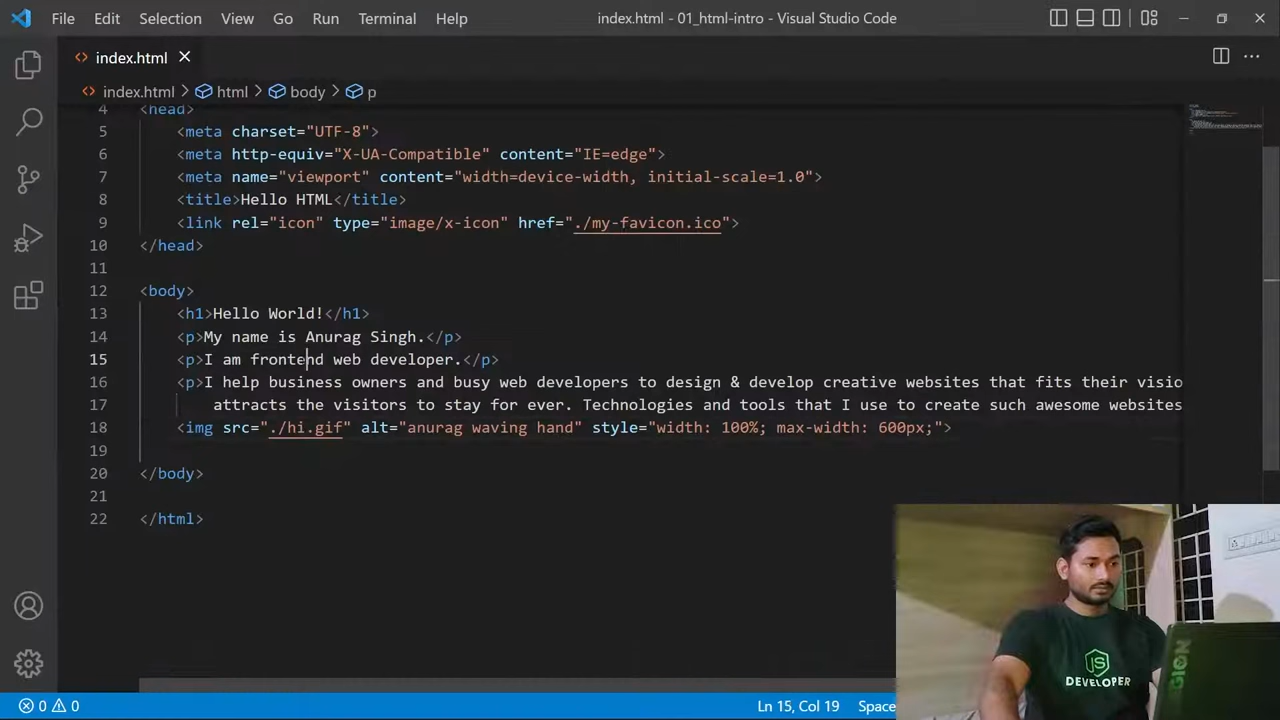 File Edit Selection View Go Run Terminal Help index.html - 01_html-intro - Visual Studio Code
index.html
index.html > html > body > p
4 <head>
5 <meta charset="UTF-8">
6 <meta http-equiv="X-UA-Compatible" content="IE=edge">
7 <meta name="viewport" content="width=device-width, initial-scale=1.0">
8 <title>Hello HTML</title>
9 <link rel="icon" type="image/x-icon" href="./my-favicon.ico">
10 </head>
11
12 <body>
13 <h1>Hello World!</h1>
14 <p>My name is Anurag Singh.</p>
15 <p>I am frontend web developer.</p>
16 <p>I help business owners and busy web developers to design & develop creative websites that fits their visio
17 attracts the visitors to stay for ever. Technologies and tools that I use to create such awesome websites
18 <img src="./hi.gif" alt="anurag waving hand" style="width: 100%; max-width: 600px;">
19
20 </body>
21
22 </html>
JS
DEVELOPER
GION
0 0 Ln 15, Col 19 Space